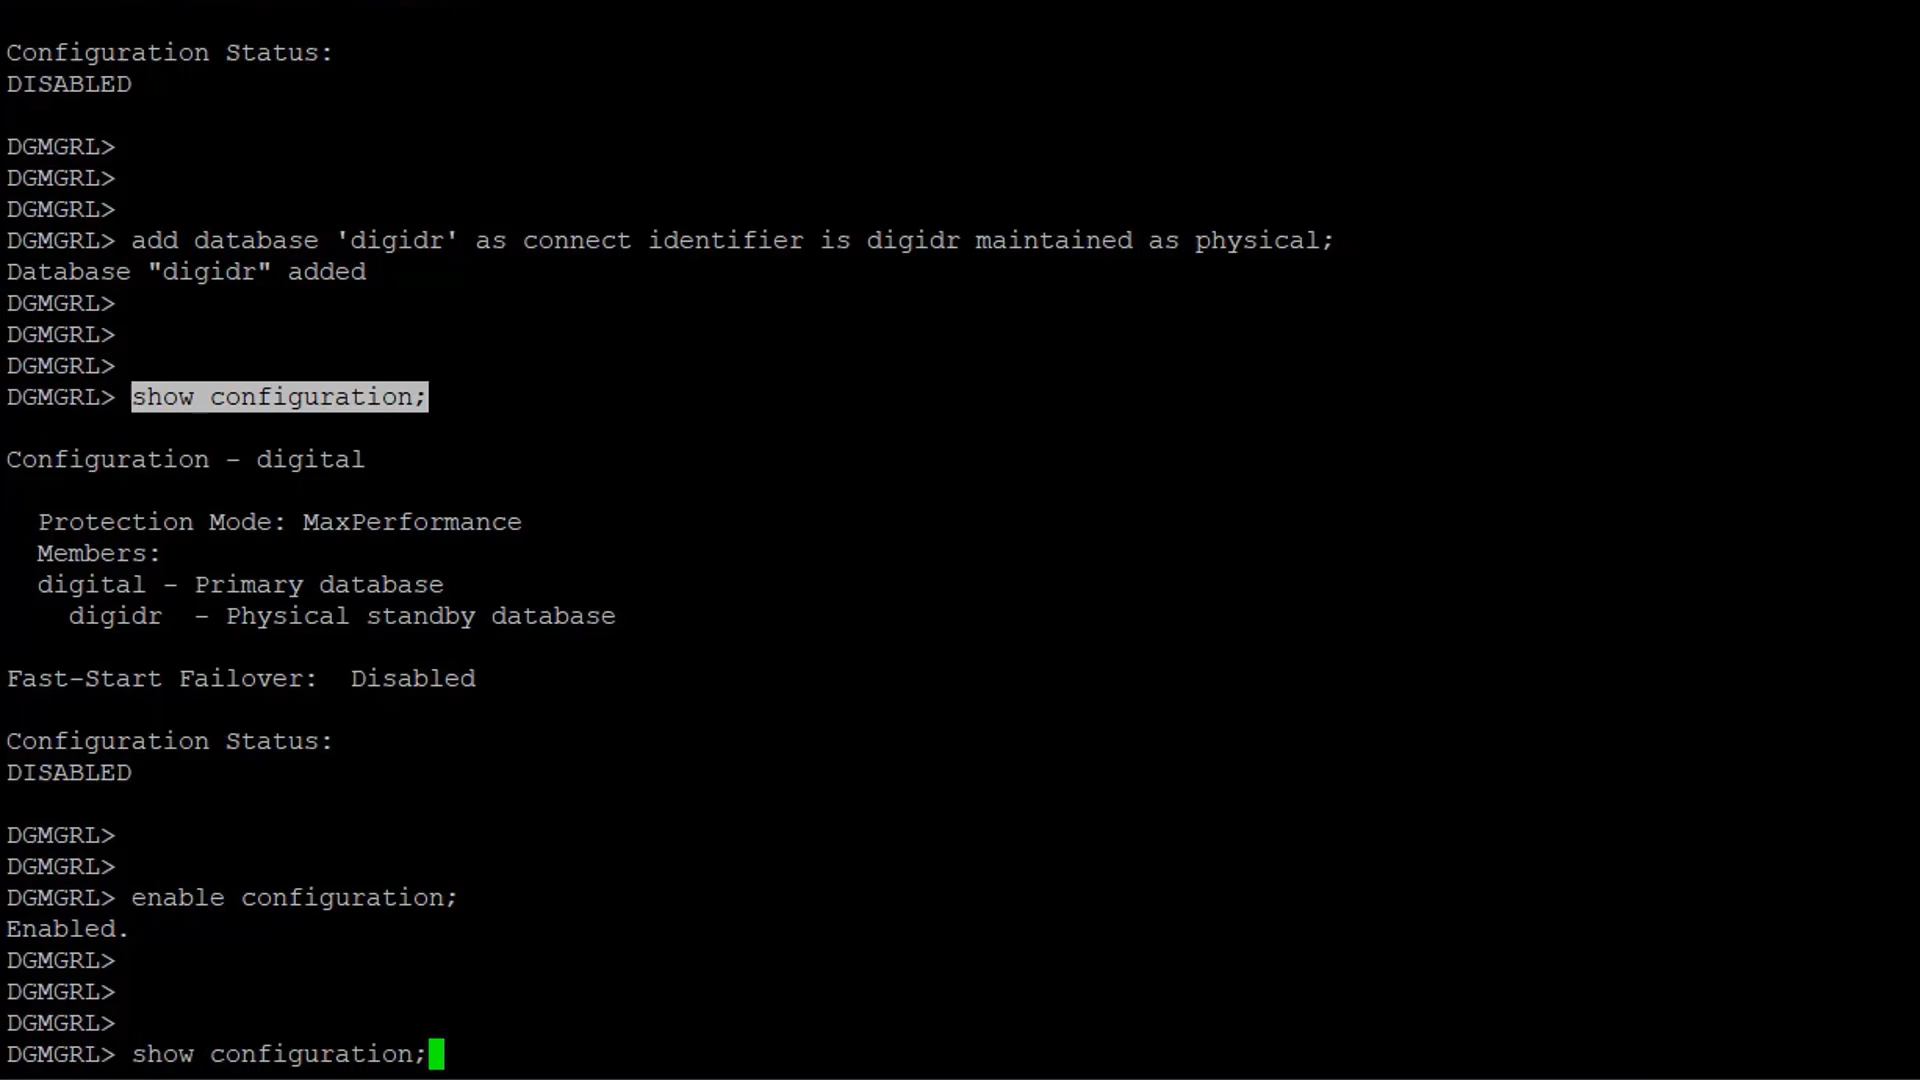 Configuration Status:
DISABLED
DGMGRL>
DGMGRL>
DGMGRL>
DGMGRL> add database 'digidr' as connect identifier is digidr maintained as physical;
Database "digidr" added
DGMGRL>
DGMGRL>
DGMGRL>
DGMGRL> show configuration;
Configuration - digital
Protection Mode: MaxPerformance
Members:
digital - Primary database
digidr  - Physical standby database
Fast-Start Failover:  Disabled
Configuration Status:
DISABLED
DGMGRL>
DGMGRL>
DGMGRL> enable configuration;
Enabled.
DGMGRL>
DGMGRL>
DGMGRL>
DGMGRL> show configuration;